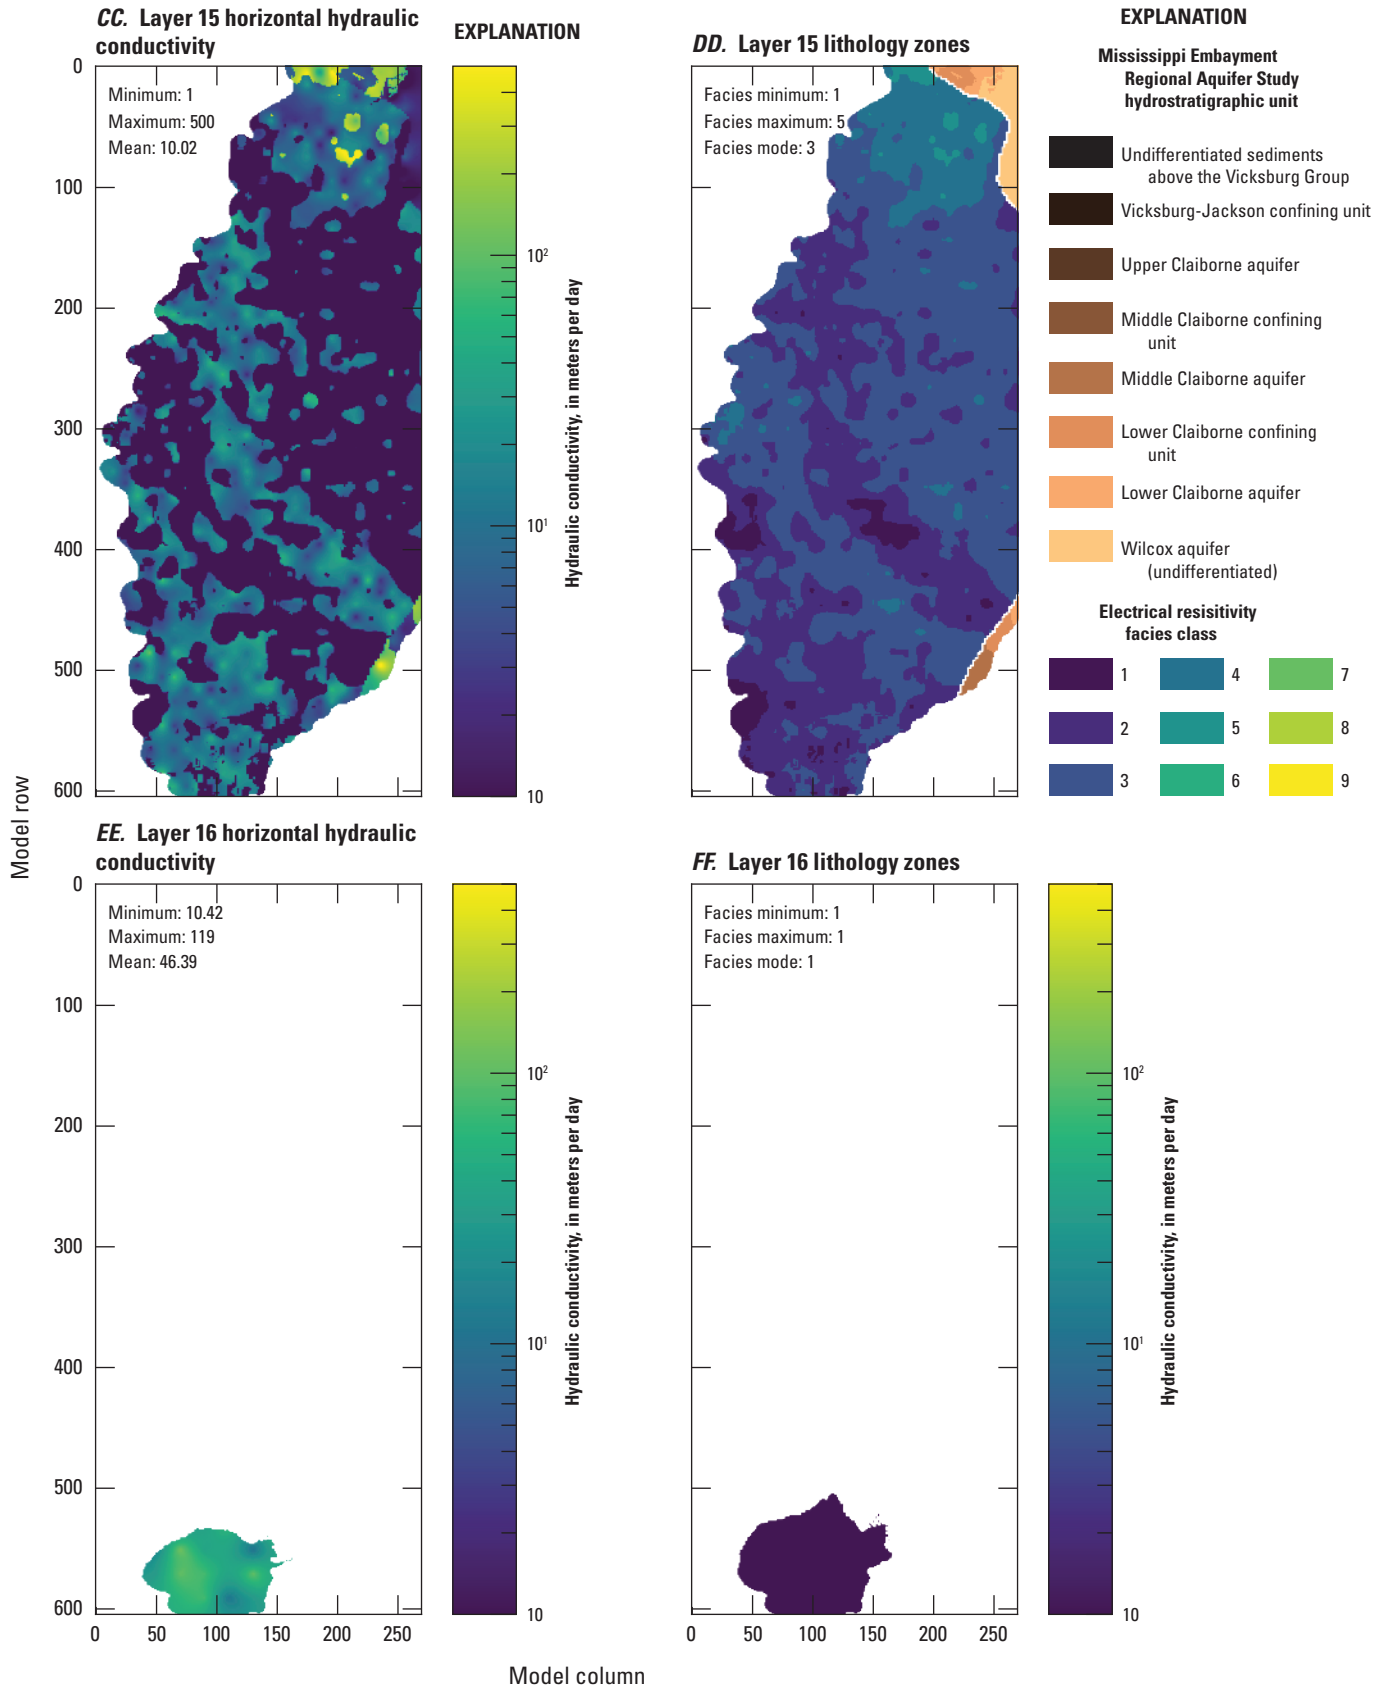 CC. Layer 15 horizontal hydraulic
conductivity
EXPLANATION
Minimum: 1
Maximum: 500
Mean: 10.02
0
100
200
300
400
500
600
10²
10¹
10
Hydraulic conductivity, in meters per day
DD. Layer 15 lithology zones
Facies minimum: 1
Facies maximum: 5
Facies mode: 3
EXPLANATION
Mississippi Embayment
Regional Aquifer Study
hydrostratigraphic unit
Undifferentiated sediments
above the Vicksburg Group
Vicksburg-Jackson confining unit
Upper Claiborne aquifer
Middle Claiborne confining
unit
Middle Claiborne aquifer
Lower Claiborne confining
unit
Lower Claiborne aquifer
Wilcox aquifer
(undifferentiated)
Electrical resisitivity
facies class
1 4 7
2 5 8
3 6 9
Model row
EE. Layer 16 horizontal hydraulic
conductivity
Minimum: 10.42
Maximum: 119
Mean: 46.39
0
100
200
300
400
500
600
0 50 100 150 200 250
10²
10¹
10
Hydraulic conductivity, in meters per day
FF. Layer 16 lithology zones
Facies minimum: 1
Facies maximum: 1
Facies mode: 1
0 50 100 150 200 250
10²
10¹
10
Hydraulic conductivity, in meters per day
Model column